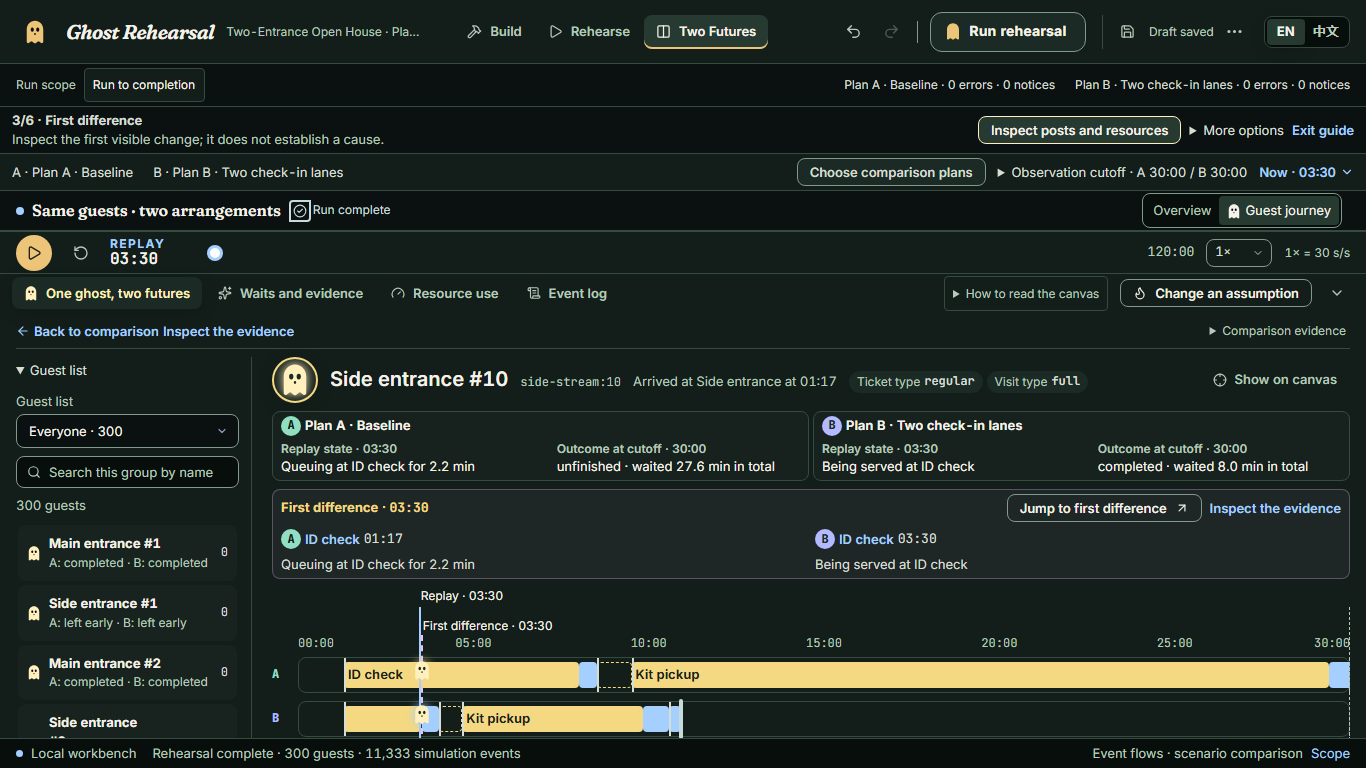 Ghost Rehearsal
Two-Entrance Open House · Pla...
Build
Rehearse
Two Futures
Run rehearsal
Draft saved
EN
中文
Run scope
Run to completion
Plan A · Baseline · 0 errors · 0 notices
Plan B · Two check-in lanes · 0 errors · 0 notices
3/6 · First difference
Inspect the first visible change; it does not establish a cause.
Inspect posts and resources
More options
Exit guide
A · Plan A · Baseline
B · Plan B · Two check-in lanes
Choose comparison plans
Observation cutoff · A 30:00 / B 30:00
Now · 03:30
Same guests · two arrangements
Run complete
Overview
Guest journey
REPLAY
03:30
120:00
1×
1× = 30 s/s
One ghost, two futures
Waits and evidence
Resource use
Event log
How to read the canvas
Change an assumption
Back to comparison
Inspect the evidence
Comparison evidence
Guest list
Guest list
Everyone · 300
Search this group by name
300 guests
Main entrance #1
A: completed · B: completed
0
Side entrance #1
A: left early · B: left early
0
Main entrance #2
A: completed · B: completed
0
Side entrance
Side entrance #10
side-stream:10
Arrived at Side entrance at 01:17
Ticket type regular
Visit type full
Show on canvas
A Plan A · Baseline
Replay state · 03:30
Queuing at ID check for 2.2 min
Outcome at cutoff · 30:00
unfinished · waited 27.6 min in total
B Plan B · Two check-in lanes
Replay state · 03:30
Being served at ID check
Outcome at cutoff · 30:00
completed · waited 8.0 min in total
First difference · 03:30
Jump to first difference
Inspect the evidence
A ID check 01:17
Queuing at ID check for 2.2 min
B ID check 03:30
Being served at ID check
Replay · 03:30
First difference · 03:30
00:00
05:00
10:00
15:00
20:00
25:00
30:00
A
ID check
Kit pickup
B
Kit pickup
Local workbench
Rehearsal complete · 300 guests · 11,333 simulation events
Event flows · scenario comparison
Scope